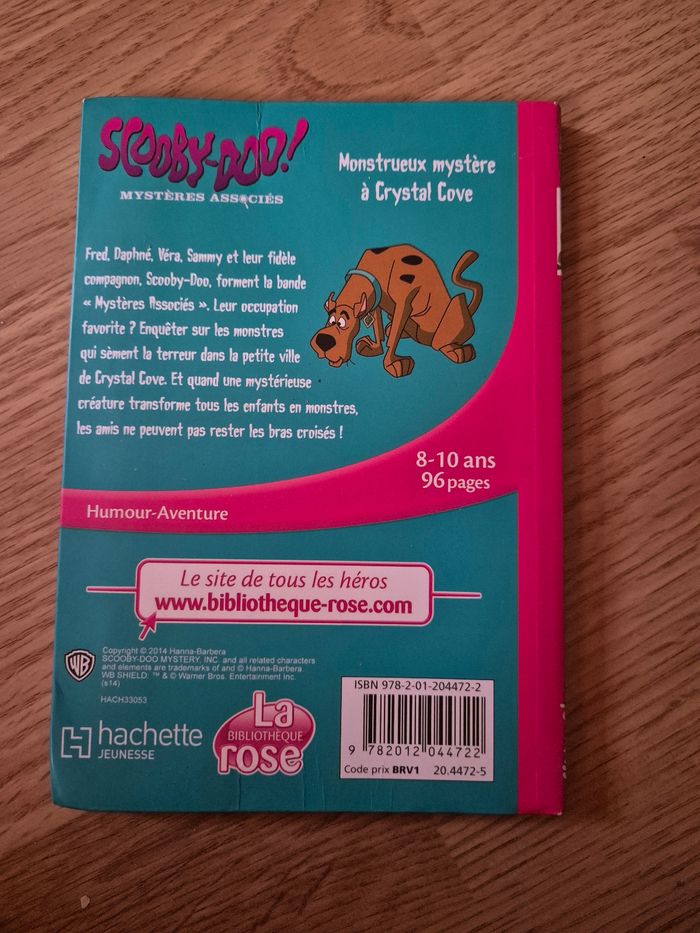 SCOOBY-DOO!
MYSTÈRES ASSOCIÉS
Monstrueux mystère
à Crystal Cove
Fred, Daphné, Véra, Sammy et leur fidèle
compagnon, Scooby-Doo, forment la bande
« Mystères Associés ». Leur occupation
favorite ? Enquêter sur les monstres
qui sèment la terreur dans la petite ville
de Crystal Cove. Et quand une mystérieuse
créature transforme tous les enfants en monstres,
les amis ne peuvent pas rester les bras croisés !
8-10 ans
96 pages
Humour-Aventure
Le site de tous les héros
www.bibliotheque-rose.com
Copyright © 2014 Hanna-Barbera
SCOOBY-DOO MYSTERY, INC. and all related characters
and elements are trademarks of and © Hanna-Barbera.
WB SHIELD: ™ & © Warner Bros. Entertainment Inc.
(s14)
HACH33053
WB
hachette
JEUNESSE
La
BIBLIOTHÈQUE
rose
ISBN 978-2-01-204472-2
9 782012 044722
Code prix BRV1 20.4472-5